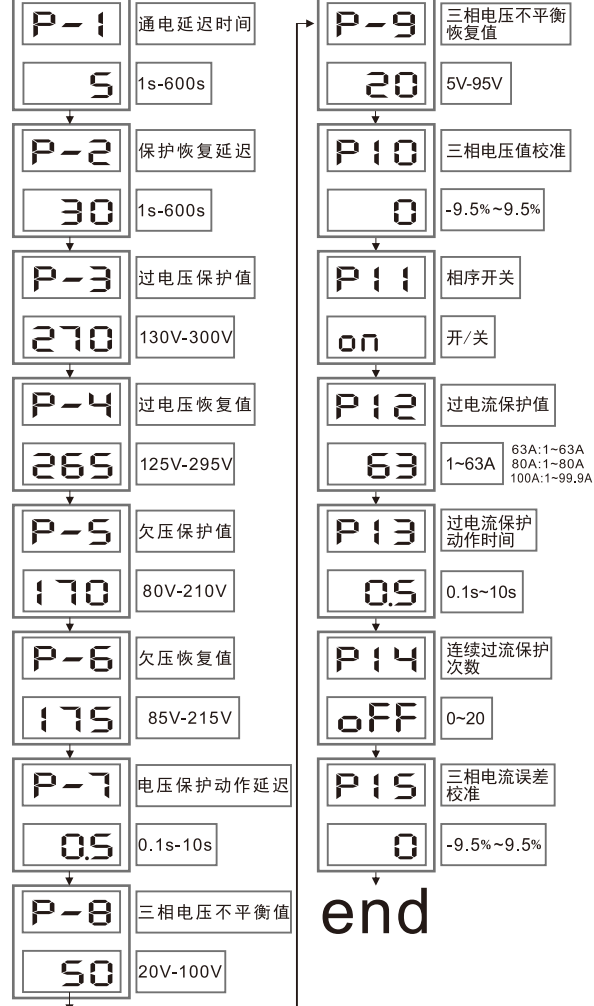 P-1
通电延迟时间
5
1s-600s
P-2
保护恢复延迟
30
1s-600s
P-3
过电压保护值
270
130V-300V
P-4
过电压恢复值
265
125V-295V
P-5
欠压保护值
170
80V-210V
P-6
欠压恢复值
175
85V-215V
P-7
电压保护动作延迟
0.5
0.1s-10s
P-8
三相电压不平衡值
50
20V-100V
P-9
三相电压不平衡
恢复值
20
5V-95V
P10
三相电压值校准
0
-9.5%~9.5%
P11
相序开关
on
开/关
P12
过电流保护值
63
1~63A
63A:1~63A
80A:1~80A
100A:1~99.9A
P13
过电流保护
动作时间
0.5
0.1s~10s
P14
连续过流保护
次数
oFF
0~20
P15
三相电流误差
校准
0
-9.5%~9.5%
end